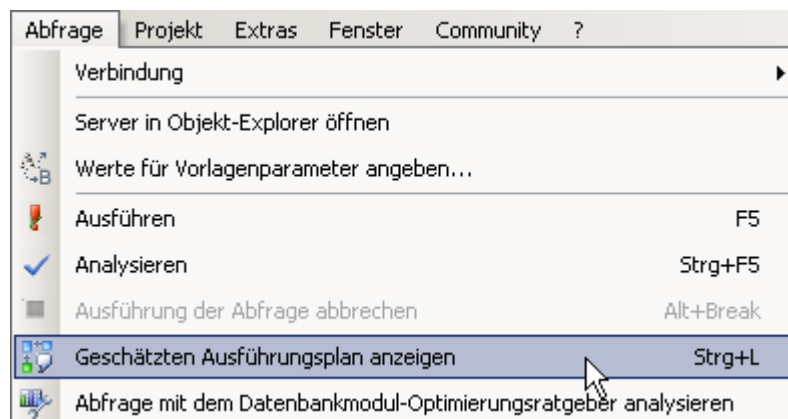 Abfrage Projekt Extras Fenster Community ?
Verbindung
Server in Objekt-Explorer öffnen
Werte für Vorlagenparameter angeben...
Ausführen F5
Analysieren Strg+F5
Ausführung der Abfrage abbrechen Alt+Break
Geschätzten Ausführungsplan anzeigen Strg+L
Abfrage mit dem Datenbankmodul-Optimierungsratgeber analysieren